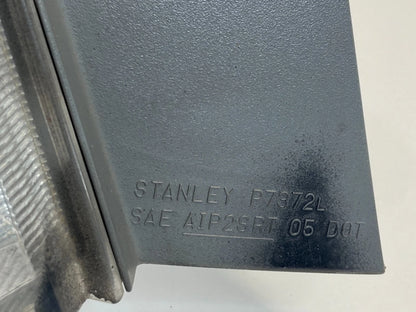 STANLEY P7372L
SAE AIP2SRT 05 DOT